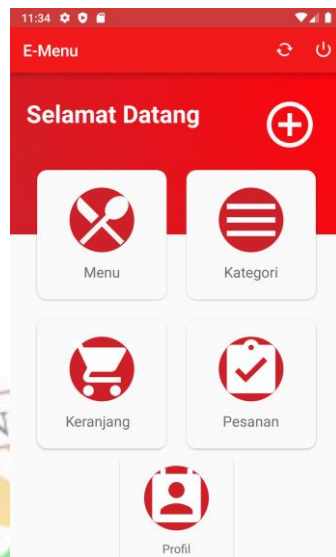 11:34
E-Menu
Selamat Datang
Menu
Kategori
Keranjang
Pesanan
Profil